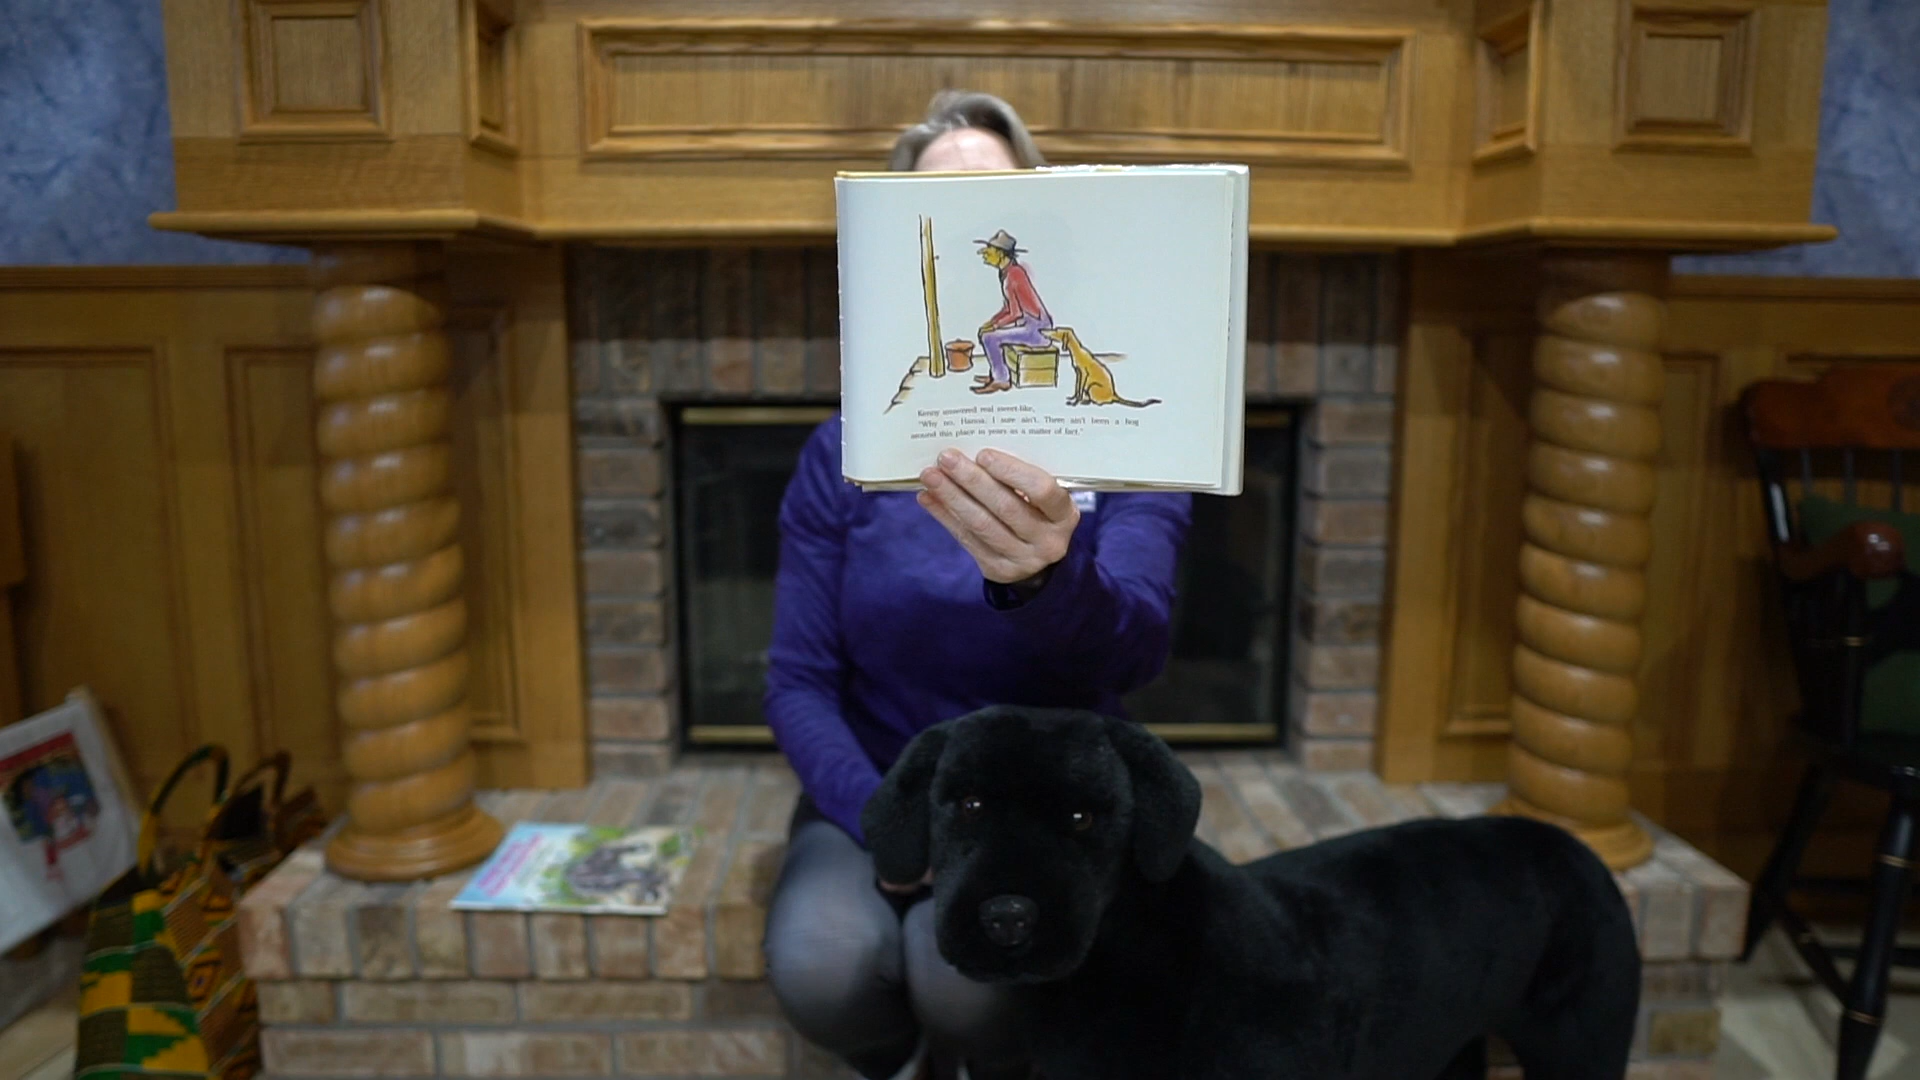 Kenny answered real sweet-like,
"Why no, Hanna, I sure ain't. There ain't been a hog
around this place in years as a matter of fact."